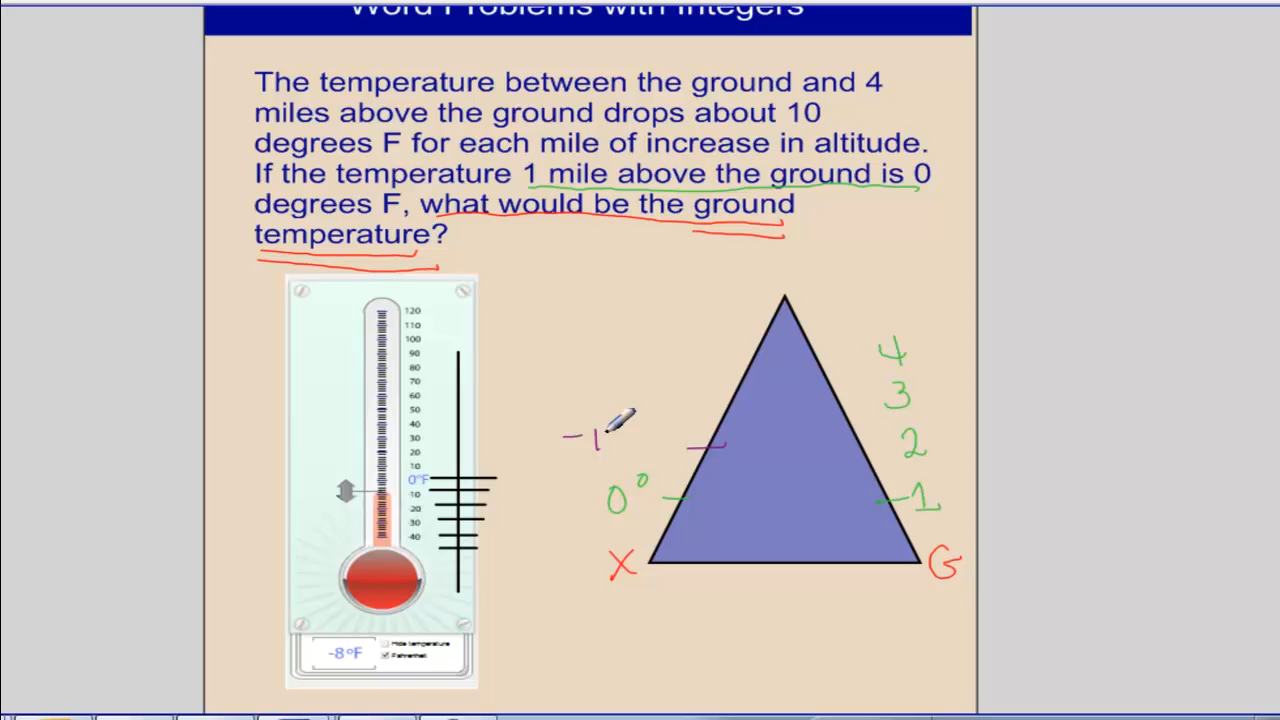 Word Problems with Integers
The temperature between the ground and 4
miles above the ground drops about 10
degrees F for each mile of increase in altitude.
If the temperature 1 mile above the ground is 0
degrees F, what would be the ground
temperature?
120
110
100
90
80
70
60
50
40
30
20
10
0°F
10
20
30
40
-8°F
Hide temperature
Fahrenheit
4
3
-1
2
0°
1
X
G